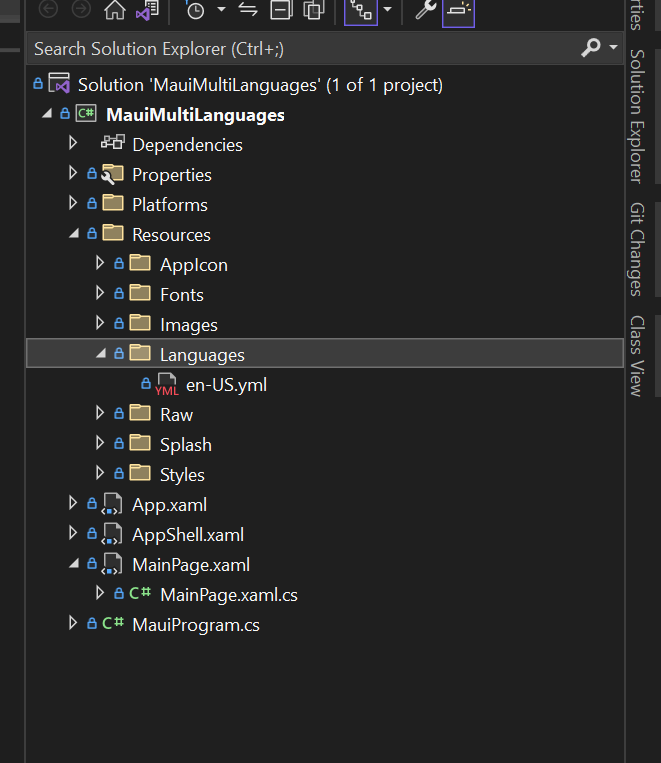 Search Solution Explorer (Ctrl+;)
Solution 'MauiMultiLanguages' (1 of 1 project)
C# MauiMultiLanguages
Dependencies
Properties
Platforms
Resources
AppIcon
Fonts
Images
Languages
YML en-US.yml
Raw
Splash
Styles
App.xaml
AppShell.xaml
MainPage.xaml
C# MainPage.xaml.cs
C# MauiProgram.cs
rties
Solution Explorer
Git Changes
Class View